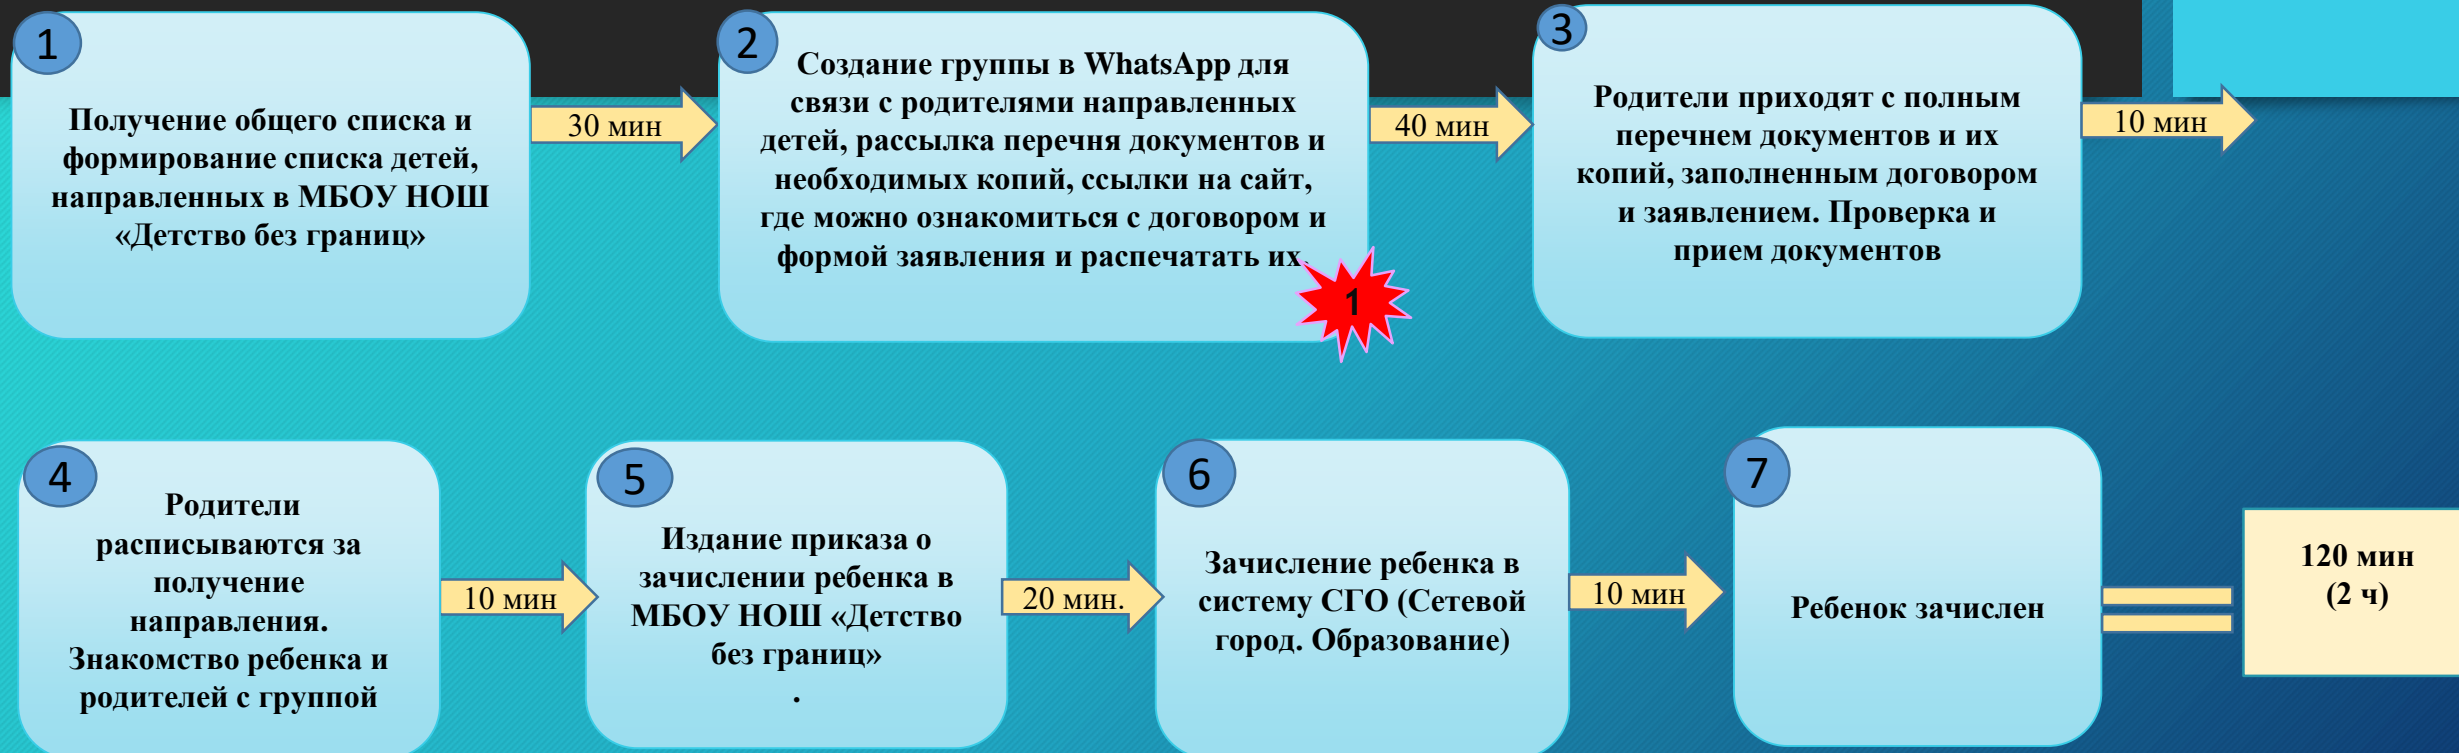 1
Получение общего списка и
формирование списка детей,
направленных в МБОУ НОШ
«Детство без границ»
30 мин
2
Создание группы в WhatsApp для
связи с родителями направленных
детей, рассылка перечня документов и
необходимых копий, ссылки на сайт,
где можно ознакомиться с договором и
формой заявления и распечатать их.
1
40 мин
3
Родители приходят с полным
перечнем документов и их
копий, заполненным договором
и заявлением. Проверка и
прием документов
10 мин
4
Родители
расписываются за
получение
направления.
Знакомство ребенка и
родителей с группой
10 мин
5
Издание приказа о
зачислении ребенка в
МБОУ НОШ «Детство
без границ»
.
20 мин.
6
Зачисление ребенка в
систему СГО (Сетевой
город. Образование)
10 мин
7
Ребенок зачислен
120 мин
(2 ч)